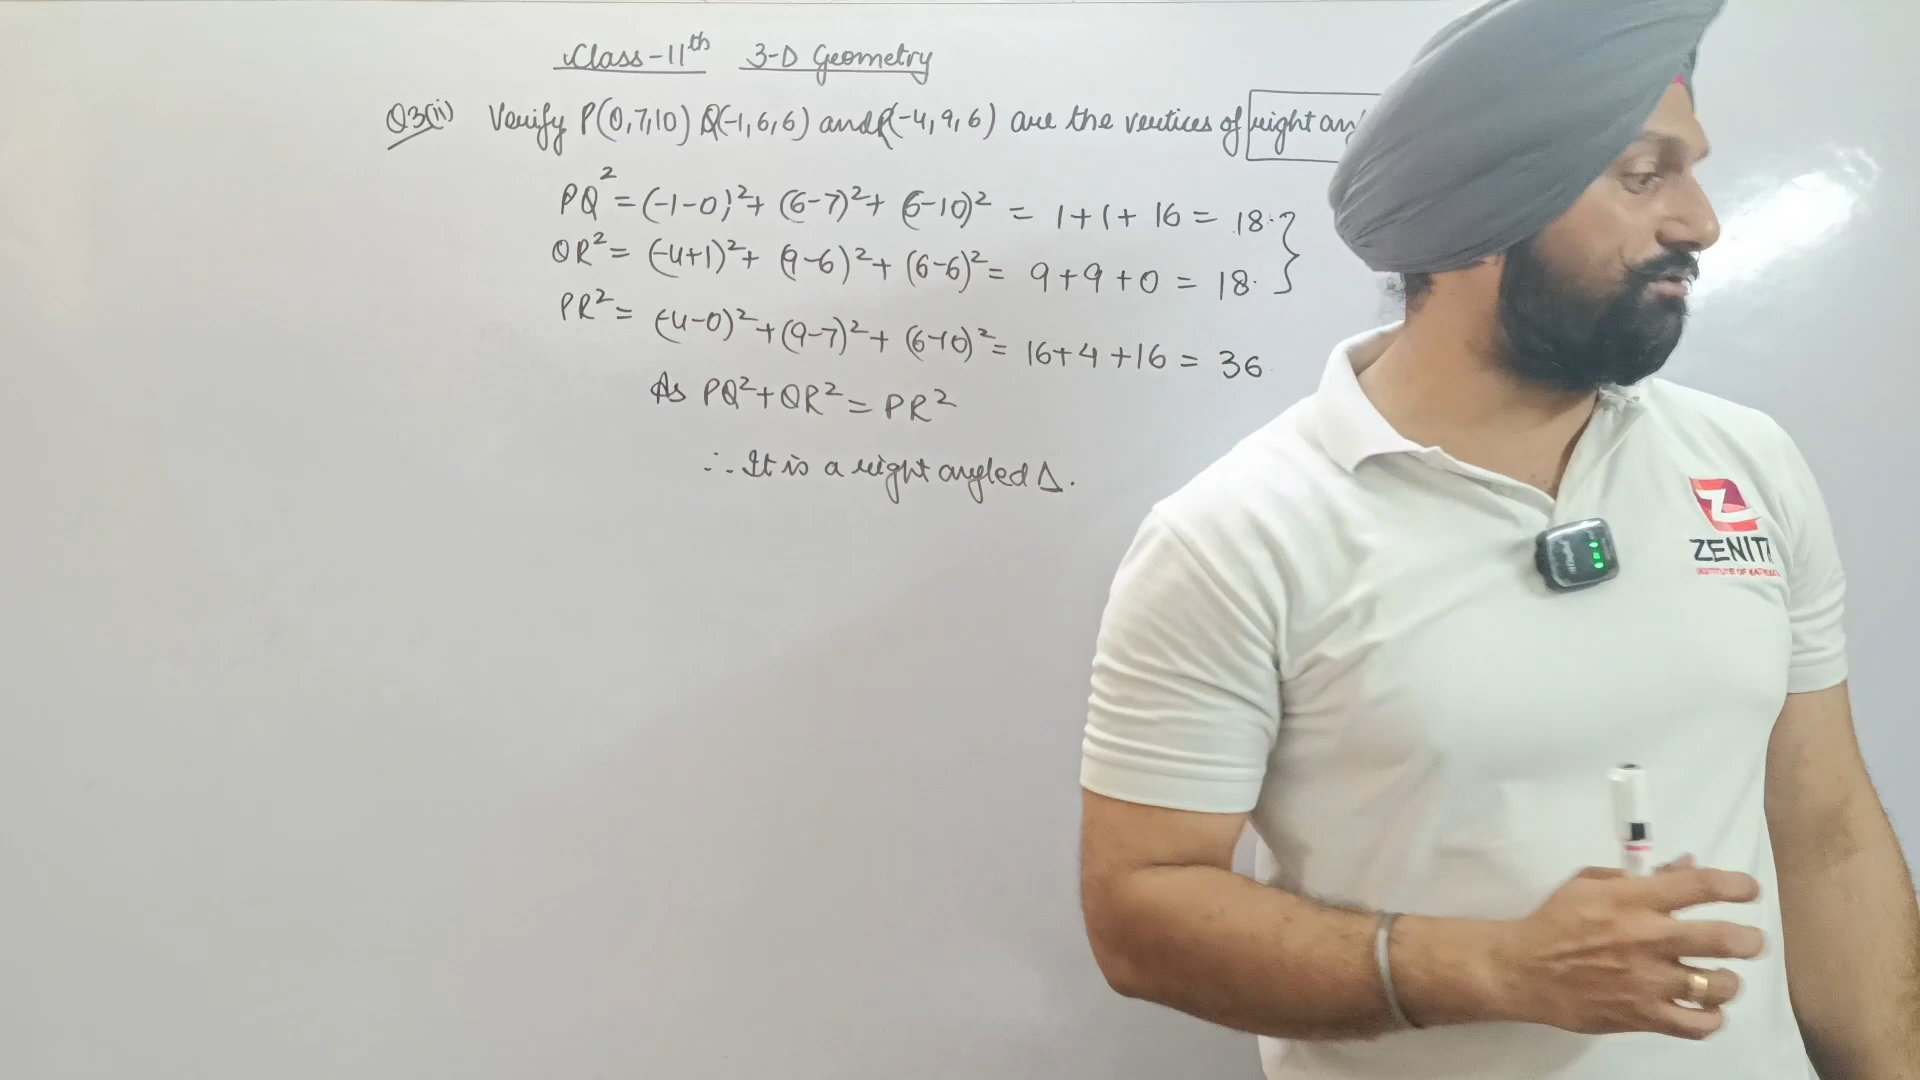 Class-11th 3-D Geometry
Q3(ii) Verify P(0,7,10) Q(-1,6,6) and R(-4,9,6) are the vertices of right an
PQ² = (-1-0)² + (6-7)² + (6-10)² = 1+1+16 = 18.
QR² = (-4+1)² + (9-6)² + (6-6)² = 9+9+0 = 18.
PR² = (-4-0)² + (9-7)² + (6-10)² = 16+4+16 = 36
As PQ²+QR² = PR²
∴ It is a right angled Δ.
ZENIT
INSTITUTE OF